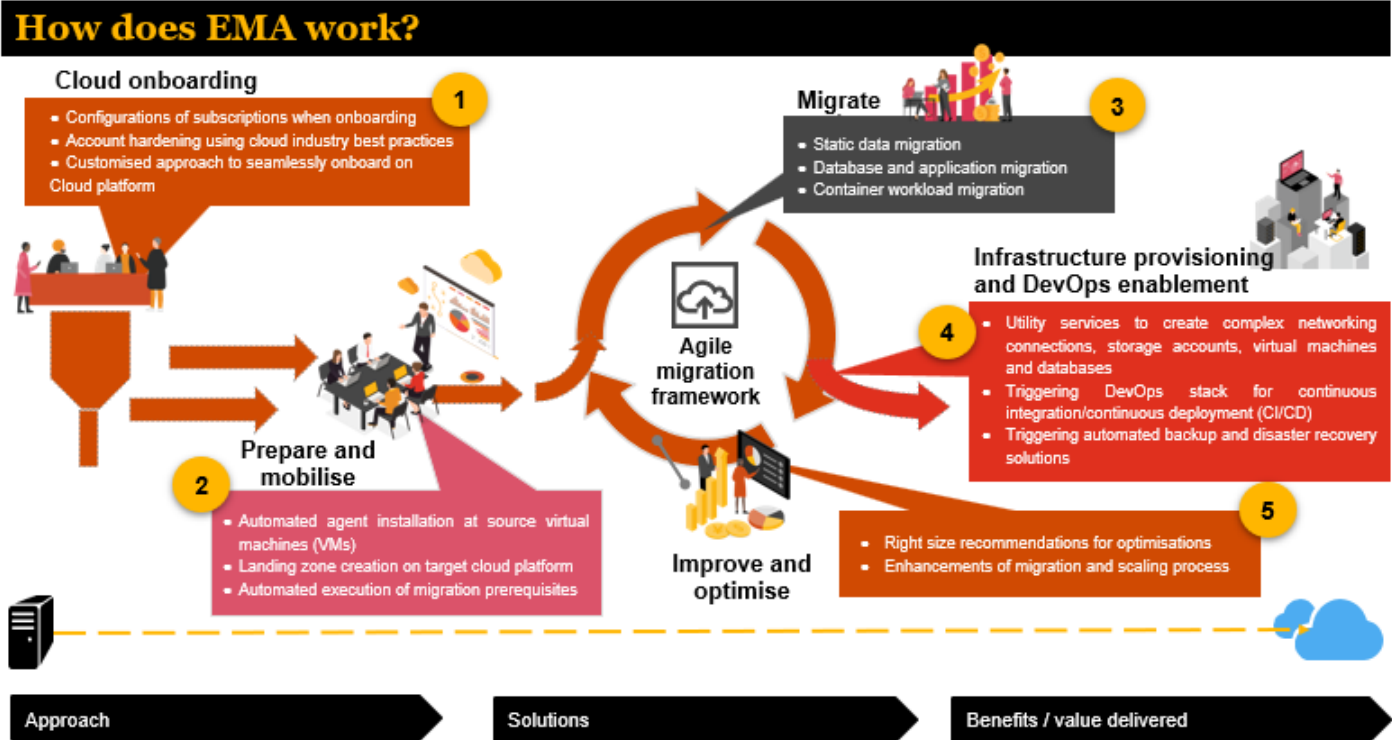 How does EMA work?
Cloud onboarding
1
Configurations of subscriptions when onboarding
Account hardening using cloud industry best practices
Customised approach to seamlessly onboard on
Cloud platform
Migrate
3
Static data migration
Database and application migration
Container workload migration
Agile
migration
framework
Infrastructure provisioning
and DevOps enablement
4
Utility services to create complex networking
connections, storage accounts, virtual machines
and databases
Triggering DevOps stack for continuous
integration/continuous deployment (CI/CD)
Triggering automated backup and disaster recovery
solutions
Prepare and
mobilise
2
Automated agent installation at source virtual
machines (VMs)
Landing zone creation on target cloud platform
Automated execution of migration prerequisites
Improve and
optimise
5
Right size recommendations for optimisations
Enhancements of migration and scaling process
Approach
Solutions
Benefits / value delivered